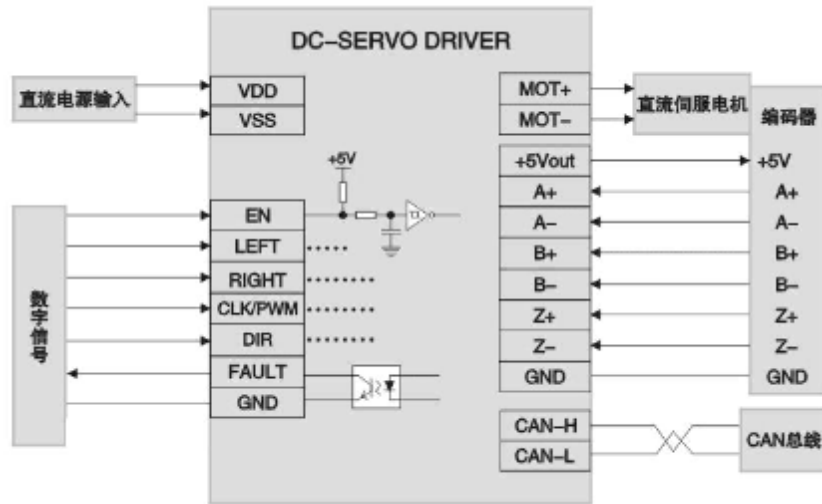 DC-SERVO DRIVER
直流电源输入
VDD
VSS
MOT+
MOT-
直流伺服电机
编码器
+5Vout
+5V
A+
A+
A-
A-
B+
B+
B-
B-
Z+
Z+
Z-
Z-
GND
GND
+5V
数字信号
EN
LEFT
RIGHT
CLK/PWM
DIR
FAULT
GND
CAN-H
CAN-L
CAN总线